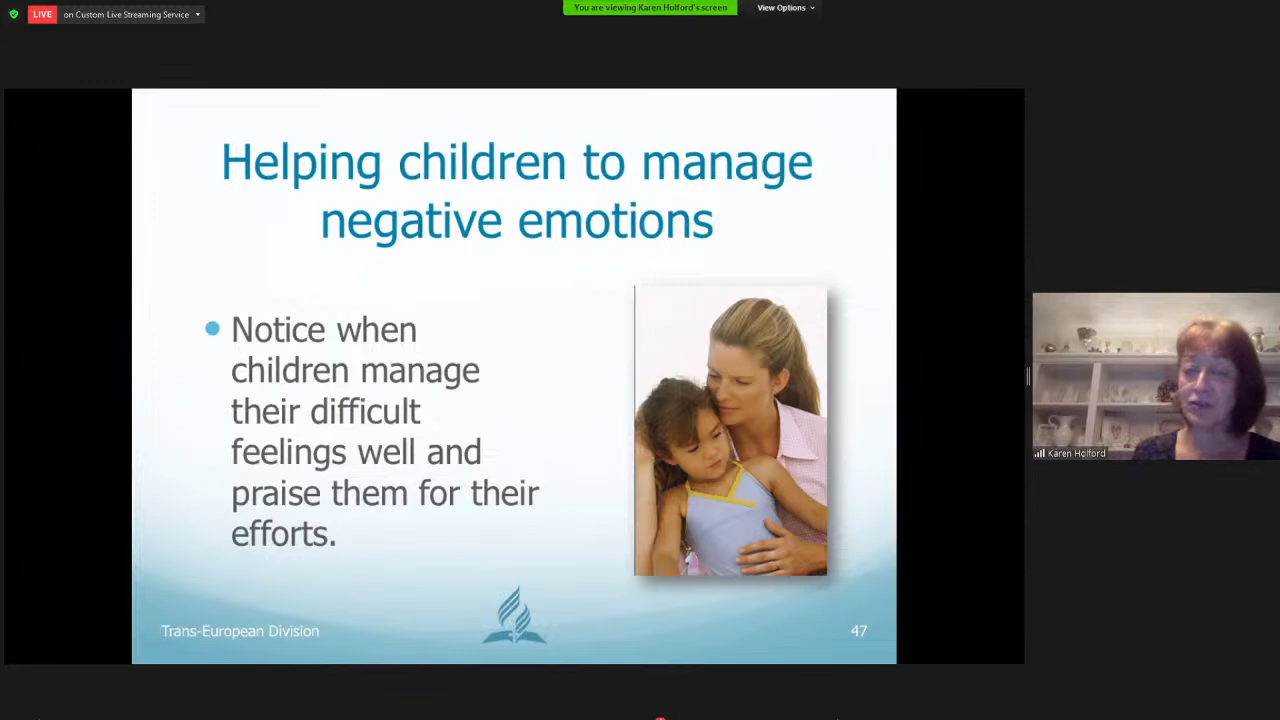 LIVE on Custom Live Streaming Service
You are viewing Karen Holford's screen
View Options
Helping children to manage
negative emotions
Notice when
children manage
their difficult
feelings well and
praise them for their
efforts.
Karen Holford
Trans-European Division
47